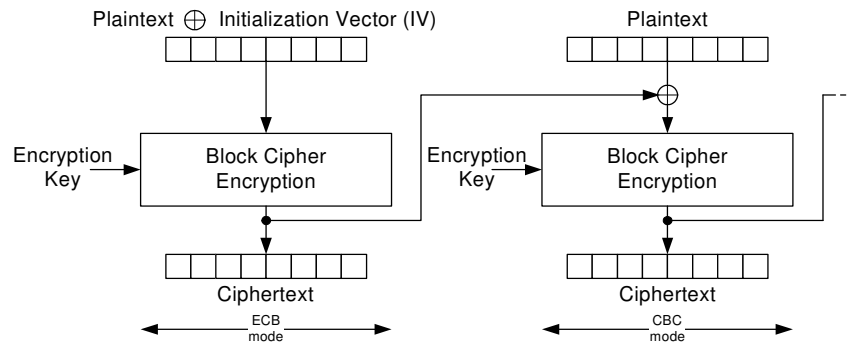 Plaintext ⊕ Initialization Vector (IV)
Plaintext
Encryption
Key
Block Cipher
Encryption
Encryption
Key
Block Cipher
Encryption
Ciphertext
Ciphertext
ECB
mode
CBC
mode